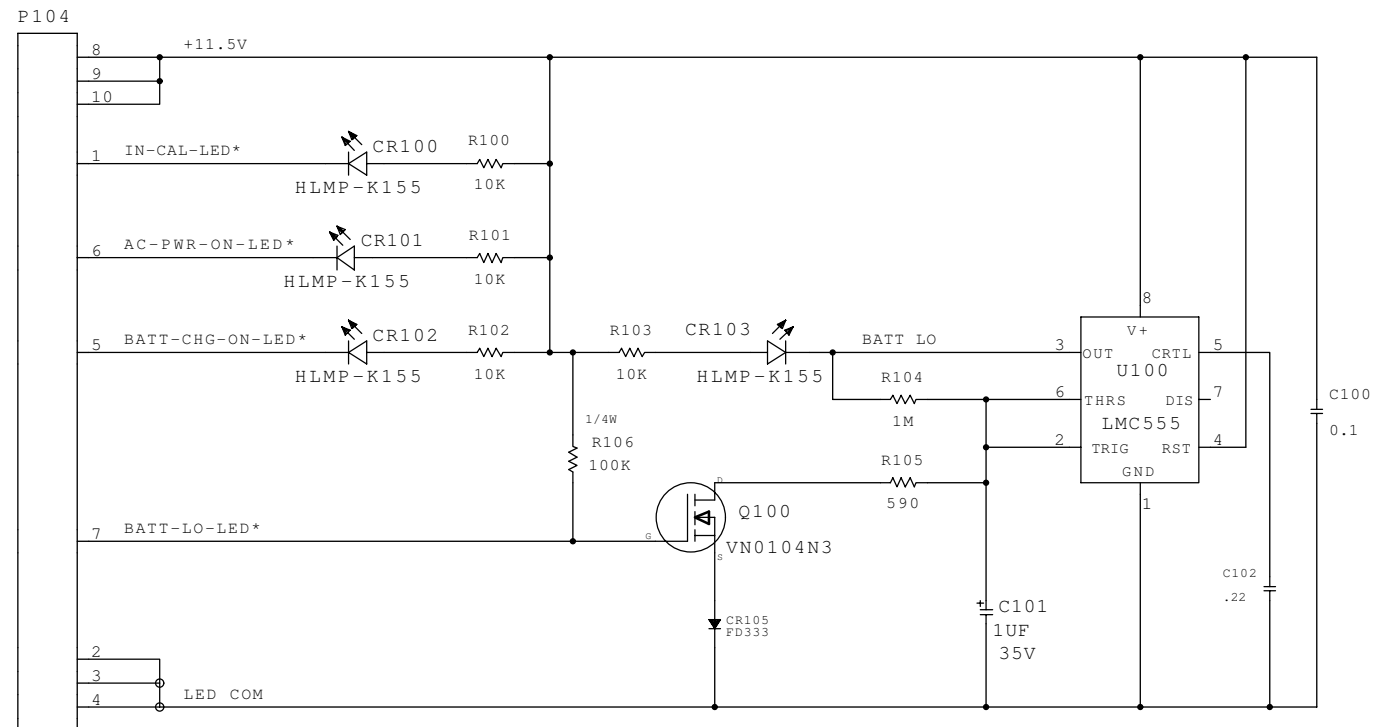 P104
8
+11.5V
9
10
1
IN-CAL-LED*
CR100
R100
HLMP-K155
10K
6
AC-PWR-ON-LED*
CR101
R101
HLMP-K155
10K
5
BATT-CHG-ON-LED*
CR102
R102
HLMP-K155
10K
R103
10K
CR103
HLMP-K155
BATT LO
R104
1M
3
6
2
8
V+
OUT
CRTL
U100
THRS
DIS
LMC555
TRIG
RST
GND
5
7
4
1
C100
0.1
1/4W
R106
100K
R105
590
D
Q100
G
VN0104N3
S
7
BATT-LO-LED*
CR105
FD333
+
C101
1UF
35V
C102
.22
2
3
4
LED COM